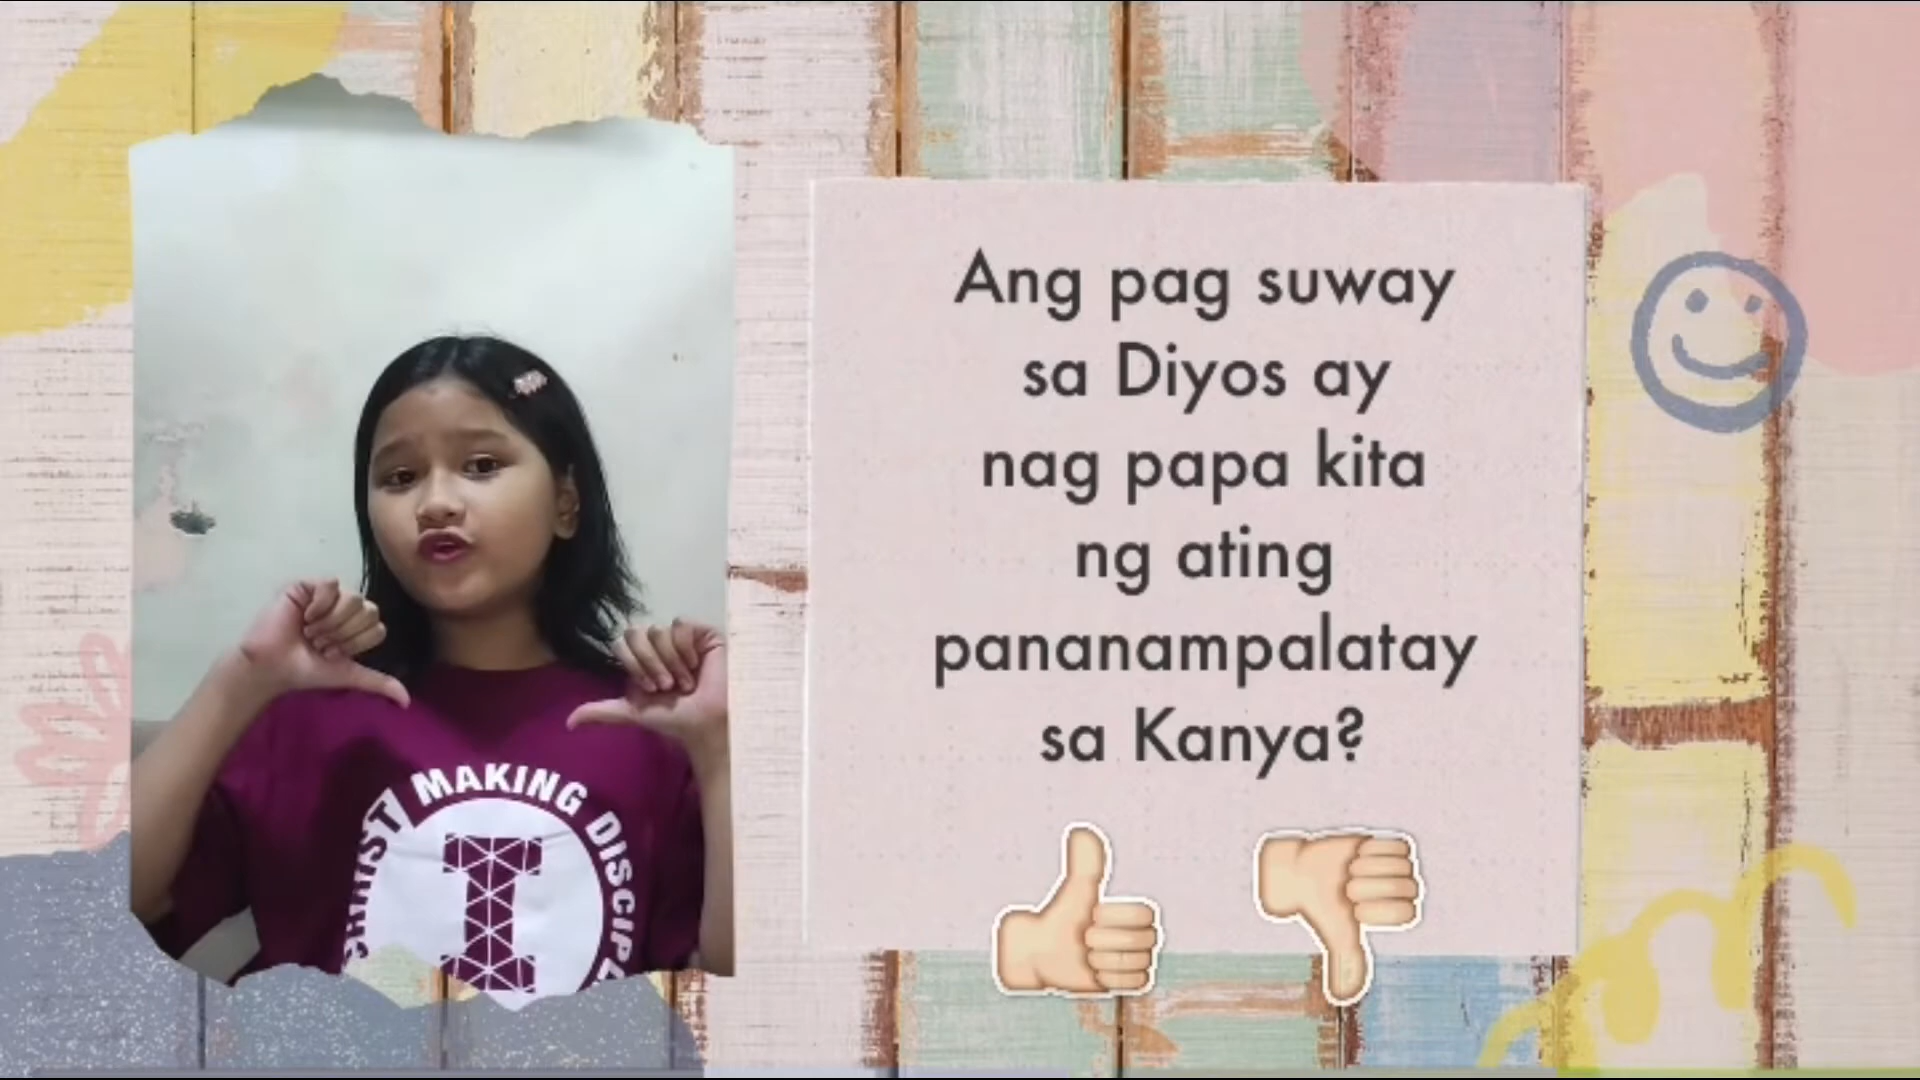 Ang pag suway
sa Diyos ay
nag papa kita
ng ating
pananampalatay
sa Kanya?
MAKING